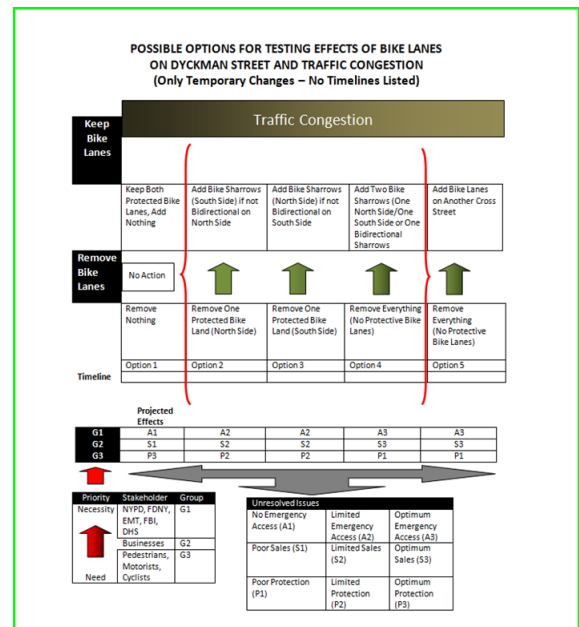 POSSIBLE OPTIONS FOR TESTING EFFECTS OF BIKE LANES
ON DYCKMAN STREET AND TRAFFIC CONGESTION
(Only Temporary Changes – No Timelines Listed)
Traffic Congestion
Keep
Bike
Lanes
Keep Both
Protected Bike
Lanes, Add
Nothing
Add Bike Sharrows
(South Side) if not
Bidirectional on
North Side
Add Bike Sharrows
(North Side) if not
Bidirectional on
South Side
Add Two Bike
Sharrows (One
North Side/One
South Side or One
Bidirectional
Sharrows
Add Bike Lanes
on Another Cross
Street
Remove
Bike
Lanes
No Action
Remove
Nothing
Remove One
Protected Bike
Land (North Side)
Remove One
Protected Bike
Land (South Side)
Remove Everything
(No Protective Bike
Lanes)
Remove
Everything
(No Protective
Bike Lanes)
Option 1
Option 2
Option 3
Option 4
Option 5
Timeline
Projected
Effects
G1 A1 A2 A2 A3 A3
G2 S1 S2 S2 S3 S3
G3 P3 P2 P2 P1 P1
Priority Stakeholder Group
Necessity
Need
NYPD, FDNY,
EMT, FBI,
DHS
G1
Businesses G2
Pedestrians,
Motorists,
Cyclists
G3
Unresolved Issues
No Emergency
Access (A1)
Limited
Emergency
Access (A2)
Optimum
Emergency
Access (A3)
Poor Sales (S1)
Limited Sales
(S2)
Optimum
Sales (S3)
Poor Protection
(P1)
Limited
Protection
(P2)
Optimum
Protection
(P3)